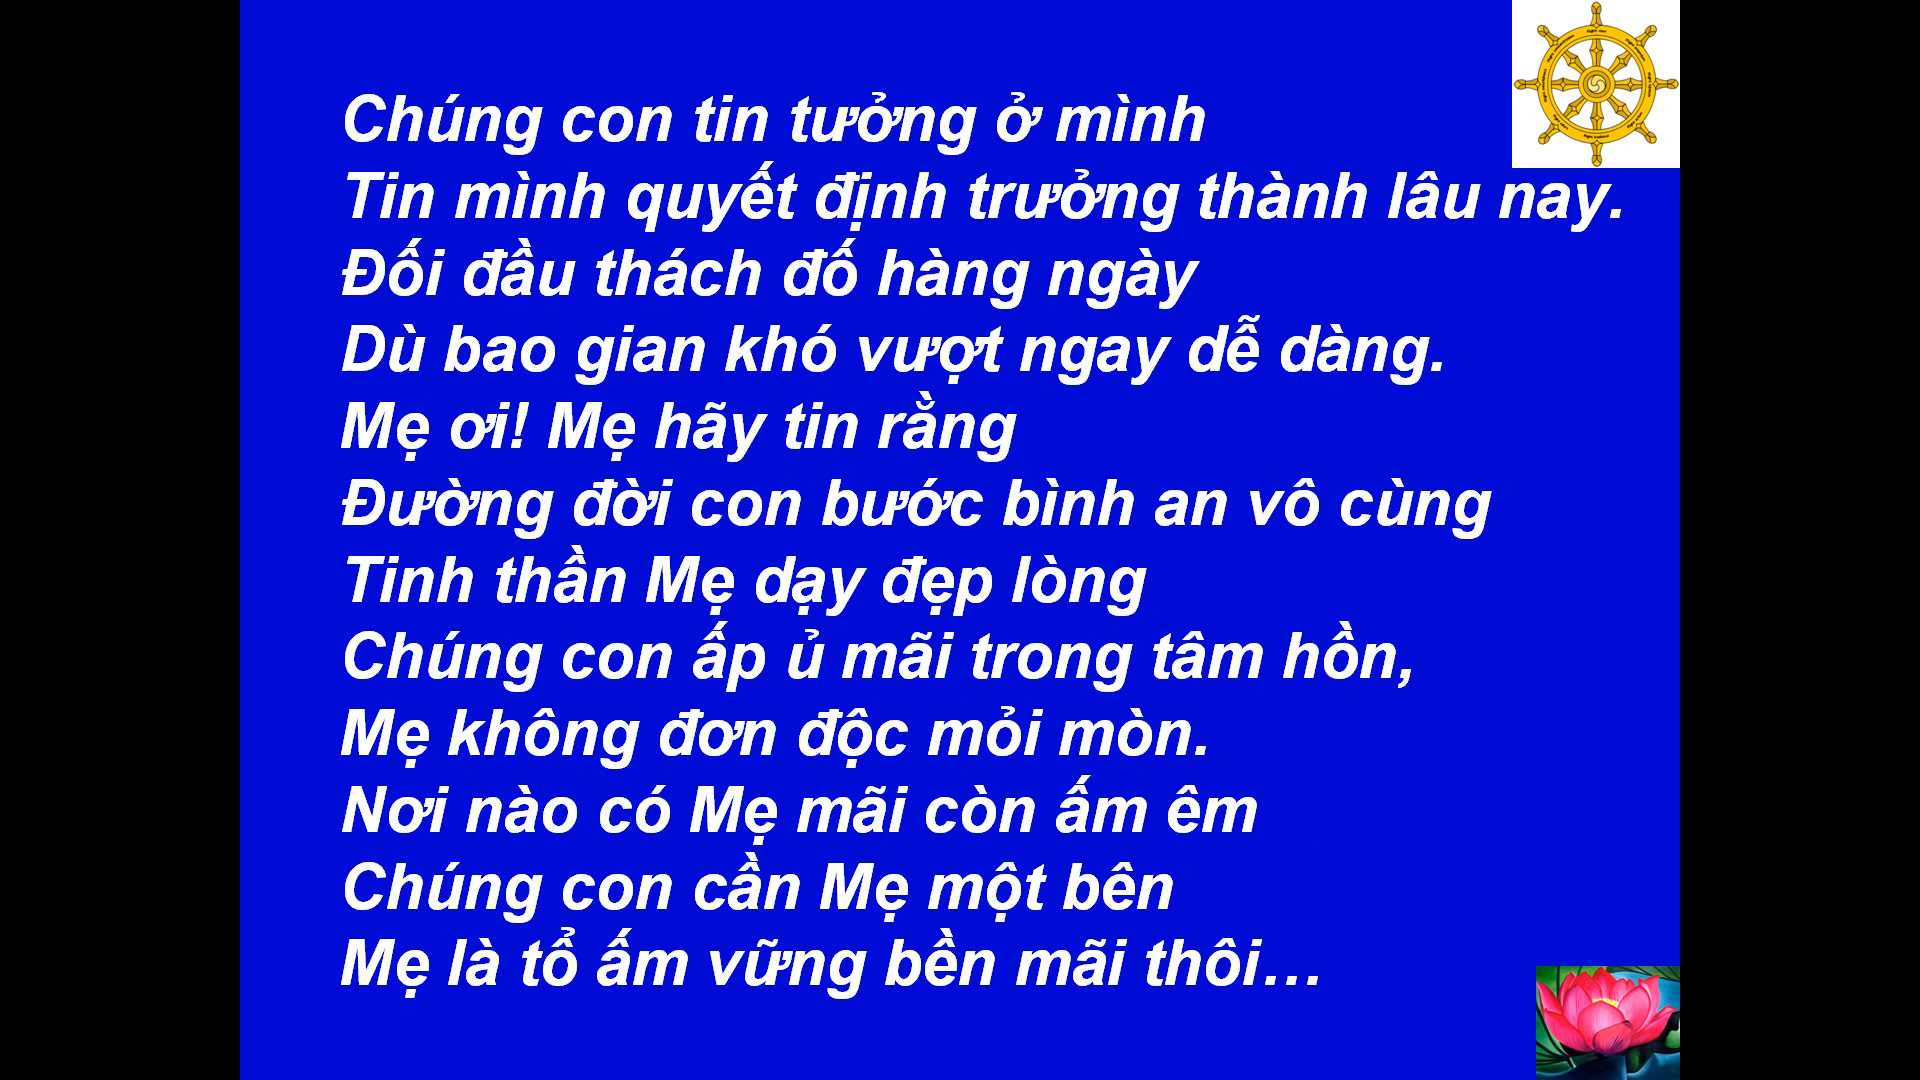 Chúng con tin tưởng ở mình
Tin mình quyết định trưởng thành lâu nay.
Đối đầu thách đố hàng ngày
Dù bao gian khó vượt ngay dễ dàng.
Mẹ ơi! Mẹ hãy tin rằng
Đường đời con bước bình an vô cùng
Tinh thần Mẹ dạy đẹp lòng
Chúng con ấp ủ mãi trong tâm hồn,
Mẹ không đơn độc mỏi mòn.
Nơi nào có Mẹ mãi còn ấm êm
Chúng con cần Mẹ một bên
Mẹ là tổ ấm vững bền mãi thôi…